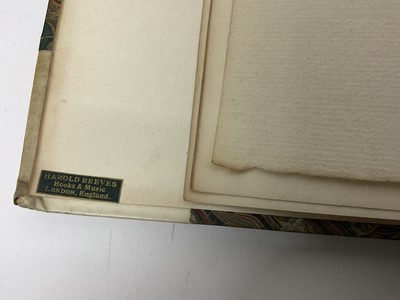 HAROLD REEVES
Books & Music
LONDON, England.